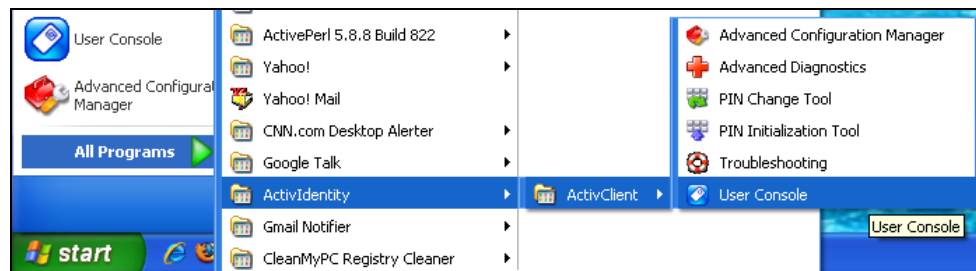 User Console
Advanced Configurat
Manager
All Programs
start
ActivePerl 5.8.8 Build 822
Yahoo!
Yahoo! Mail
CNN.com Desktop Alerter
Google Talk
ActivIdentity
Gmail Notifier
CleanMyPC Registry Cleaner
ActivClient
Advanced Configuration Manager
Advanced Diagnostics
PIN Change Tool
PIN Initialization Tool
Troubleshooting
User Console
User Console